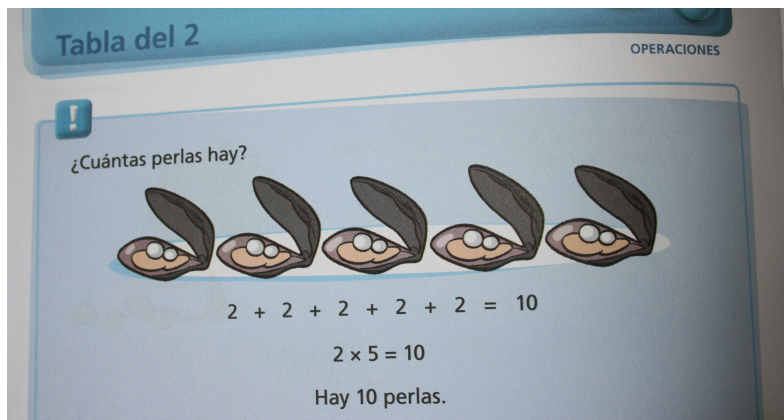 Tabla del 2
OPERACIONES
!
¿Cuántas perlas hay?
2 + 2 + 2 + 2 + 2 = 10
2 × 5 = 10
Hay 10 perlas.